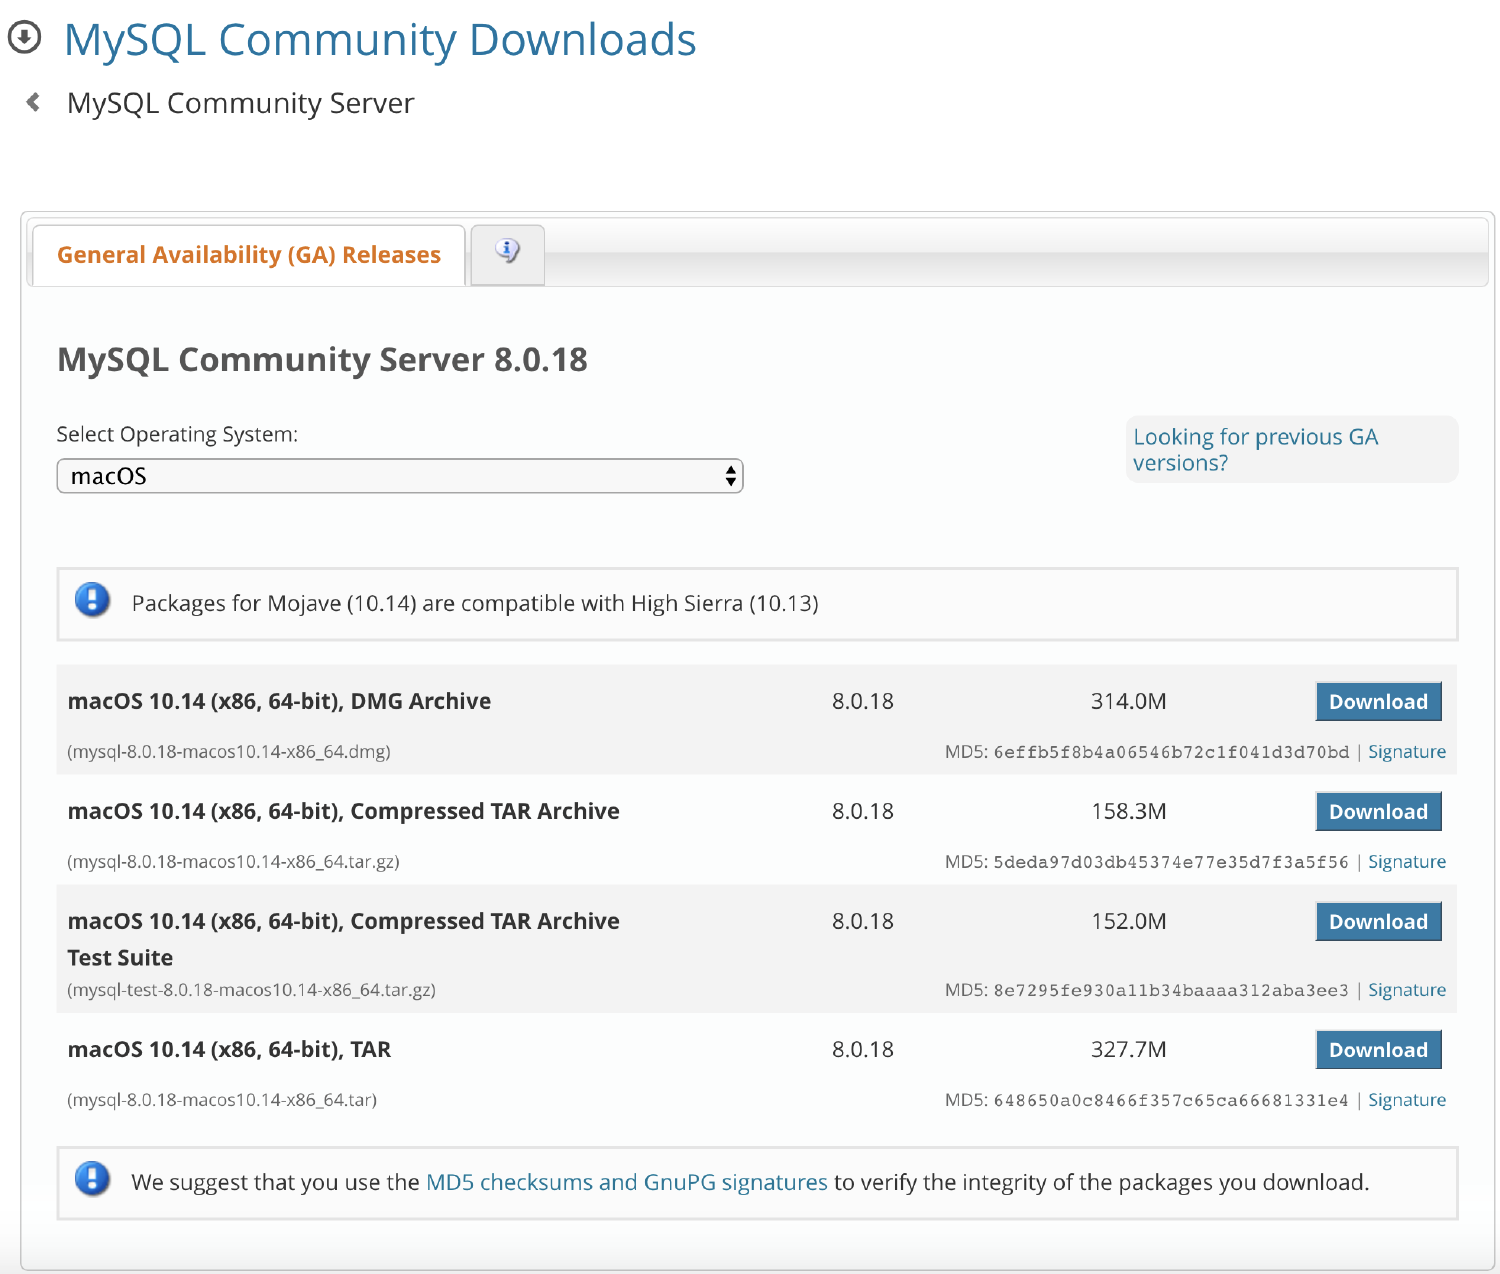 MySQL Community Downloads
MySQL Community Server
General Availability (GA) Releases
MySQL Community Server 8.0.18
Select Operating System:
macOS
Looking for previous GA
versions?
Packages for Mojave (10.14) are compatible with High Sierra (10.13)
macOS 10.14 (x86, 64-bit), DMG Archive 8.0.18 314.0M Download
(mysql-8.0.18-macos10.14-x86_64.dmg) MD5: 6effb5f8b4a06546b72c1f041d3d70bd | Signature
macOS 10.14 (x86, 64-bit), Compressed TAR Archive 8.0.18 158.3M Download
(mysql-8.0.18-macos10.14-x86_64.tar.gz) MD5: 5deda97d03db45374e77e35d7f3a5f56 | Signature
macOS 10.14 (x86, 64-bit), Compressed TAR Archive 8.0.18 152.0M Download
Test Suite
(mysql-test-8.0.18-macos10.14-x86_64.tar.gz) MD5: 8e7295fe930a11b34baaaa312aba3ee3 | Signature
macOS 10.14 (x86, 64-bit), TAR 8.0.18 327.7M Download
(mysql-8.0.18-macos10.14-x86_64.tar) MD5: 648650a0c8466f357c65ca66681331e4 | Signature
We suggest that you use the MD5 checksums and GnuPG signatures to verify the integrity of the packages you download.